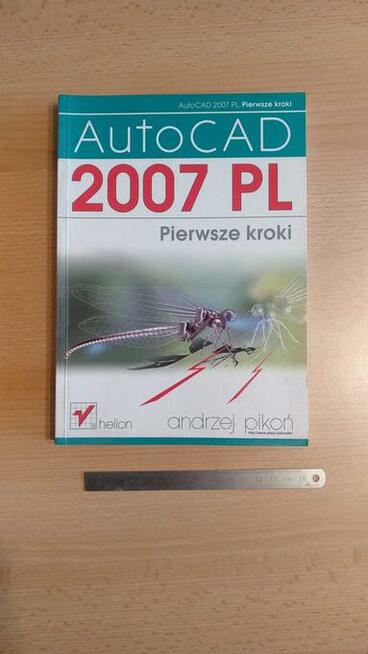 AutoCAD 2007 PL. Pierwsze kroki
AutoCAD
2007 PL
Pierwsze kroki
helion
andrzej pikoń